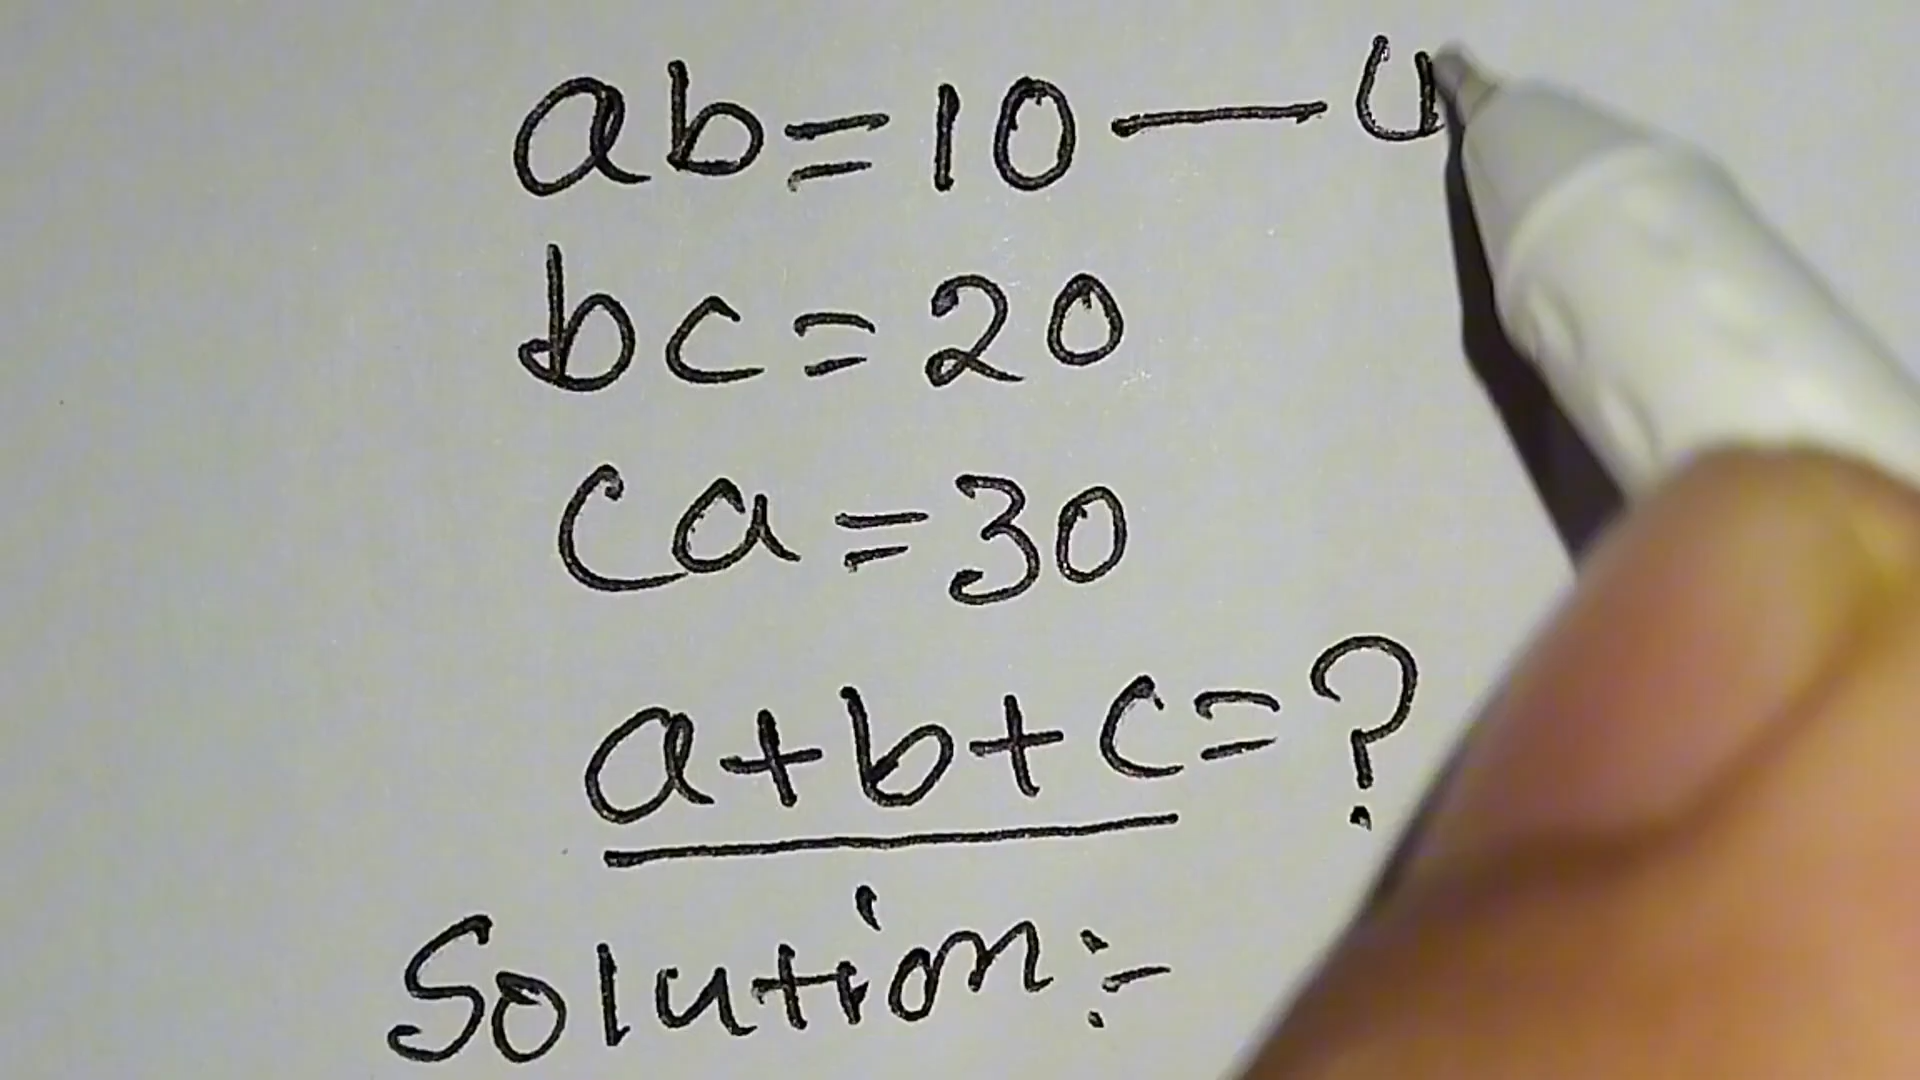 ab=10—
bc=20
ca=30
a+b+c=?
Solution:-